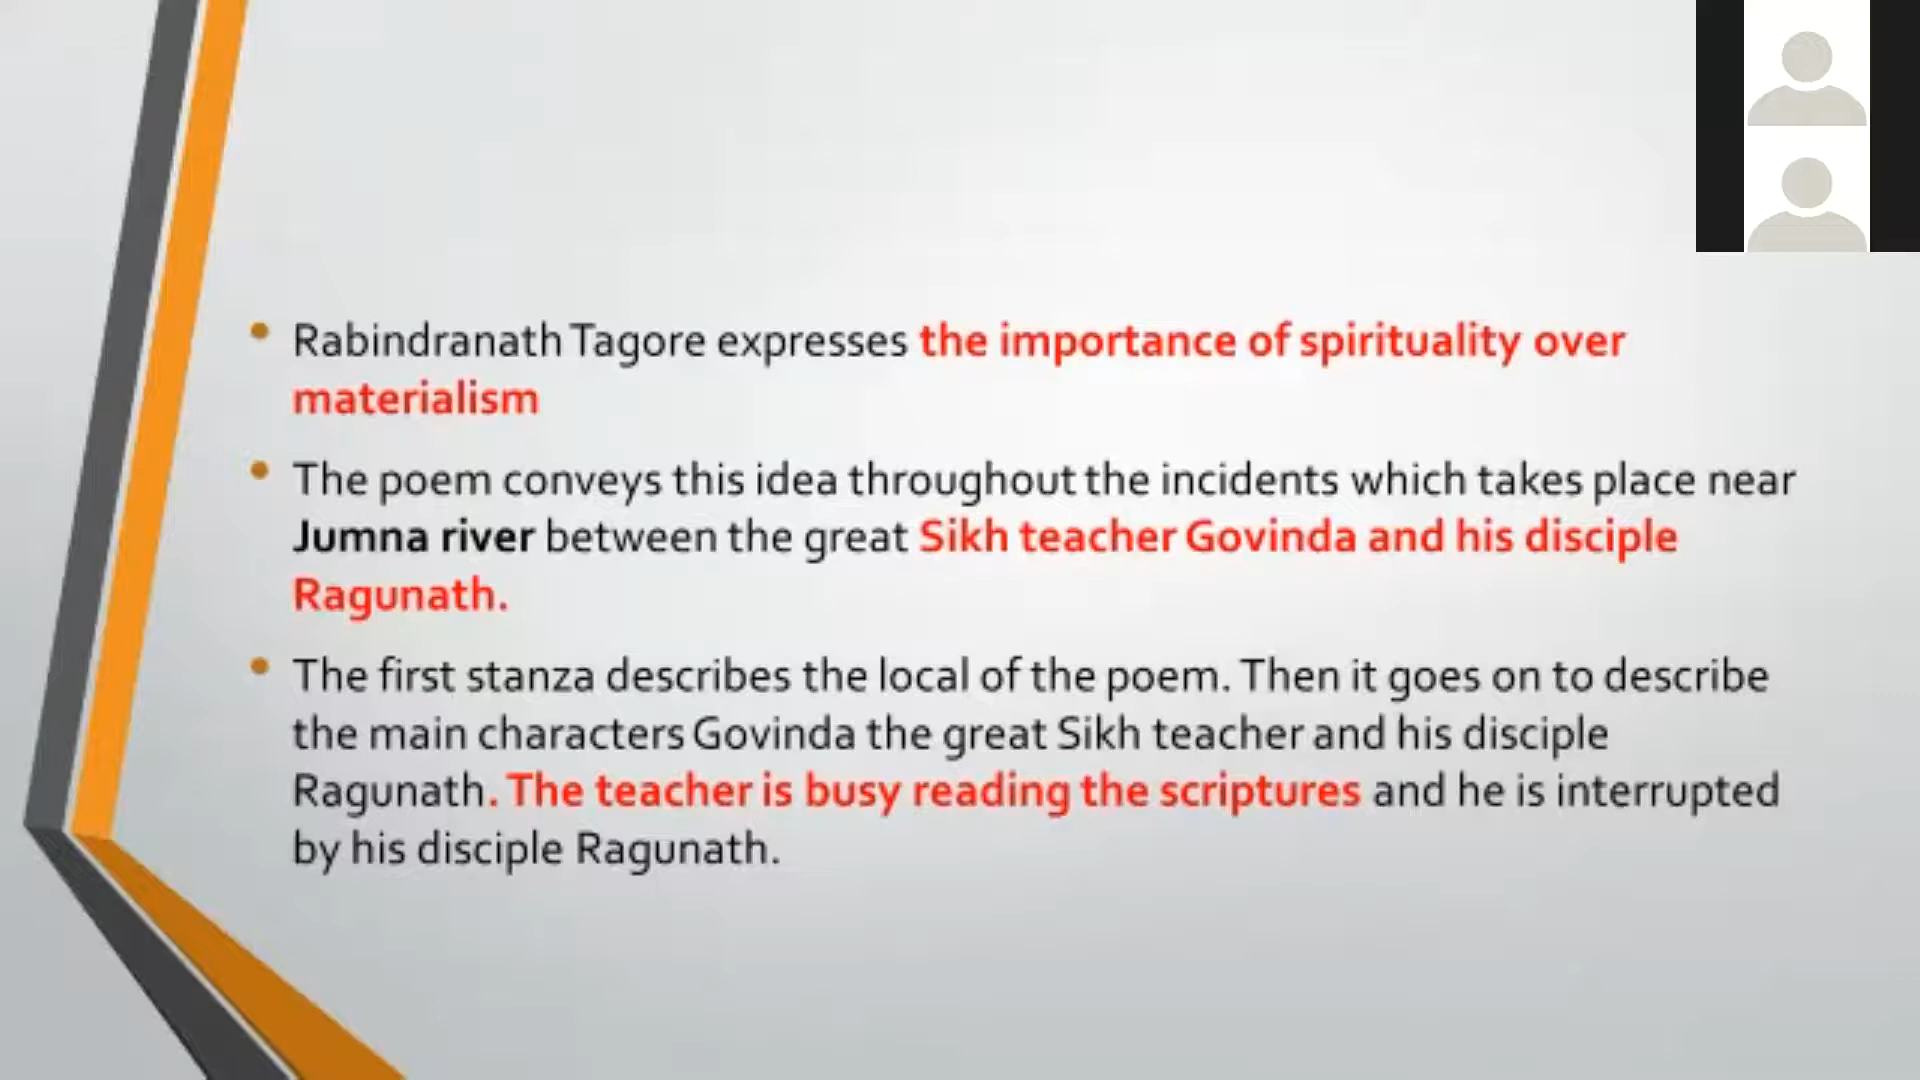 Rabindranath Tagore expresses the importance of spirituality over
materialism
The poem conveys this idea throughout the incidents which takes place near
Jumna river between the great Sikh teacher Govinda and his disciple
Ragunath.
The first stanza describes the local of the poem. Then it goes on to describe
the main characters Govinda the great Sikh teacher and his disciple
Ragunath. The teacher is busy reading the scriptures and he is interrupted
by his disciple Ragunath.